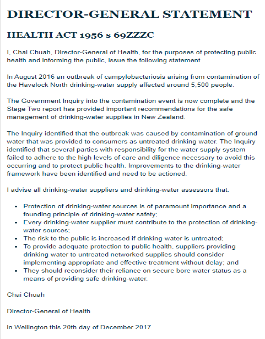 DIRECTOR-GENERAL STATEMENT
HEALTH ACT 1956 s 69ZZZC
I, Chai Chuah, Director-General of Health, for the purposes of protecting public
health and informing the public, issue the following statement
In August 2016 an outbreak of campylobacteriosis arising from contamination of
the Havelock North drinking-water supply affected around 5,500 people.
The Government Inquiry into the contamination event is now complete and the
Stage Two report has provided important recommendations for the safe
management of drinking-water supplies in New Zealand.
The Inquiry identified that the outbreak was caused by contamination of ground
water that was provided to consumers as untreated drinking water. The Inquiry
identified that several parties with responsibility for the water supply system
failed to adhere to the high levels of care and diligence necessary to avoid this
occurring and to protect public health. Improvements to the drinking water
framework have been identified and need to be actioned.
I advise all drinking-water suppliers and drinking-water assessors that:
• Protection of drinking-water sources is of paramount importance and a
founding principle of drinking-water safety;
• Every drinking-water supplier must contribute to the protection of drinking-
water sources;
• The risk to the public is increased if drinking water is untreated;
• To provide adequate protection to public health, suppliers providing
drinking water to untreated networked supplies should consider
implementing appropriate and effective treatment without delay; and
• They should reconsider their reliance on secure bore water status as a
means of providing safe drinking-water.
Chai Chuah
Director-General of Health
In Wellington this 20th day of December 2017